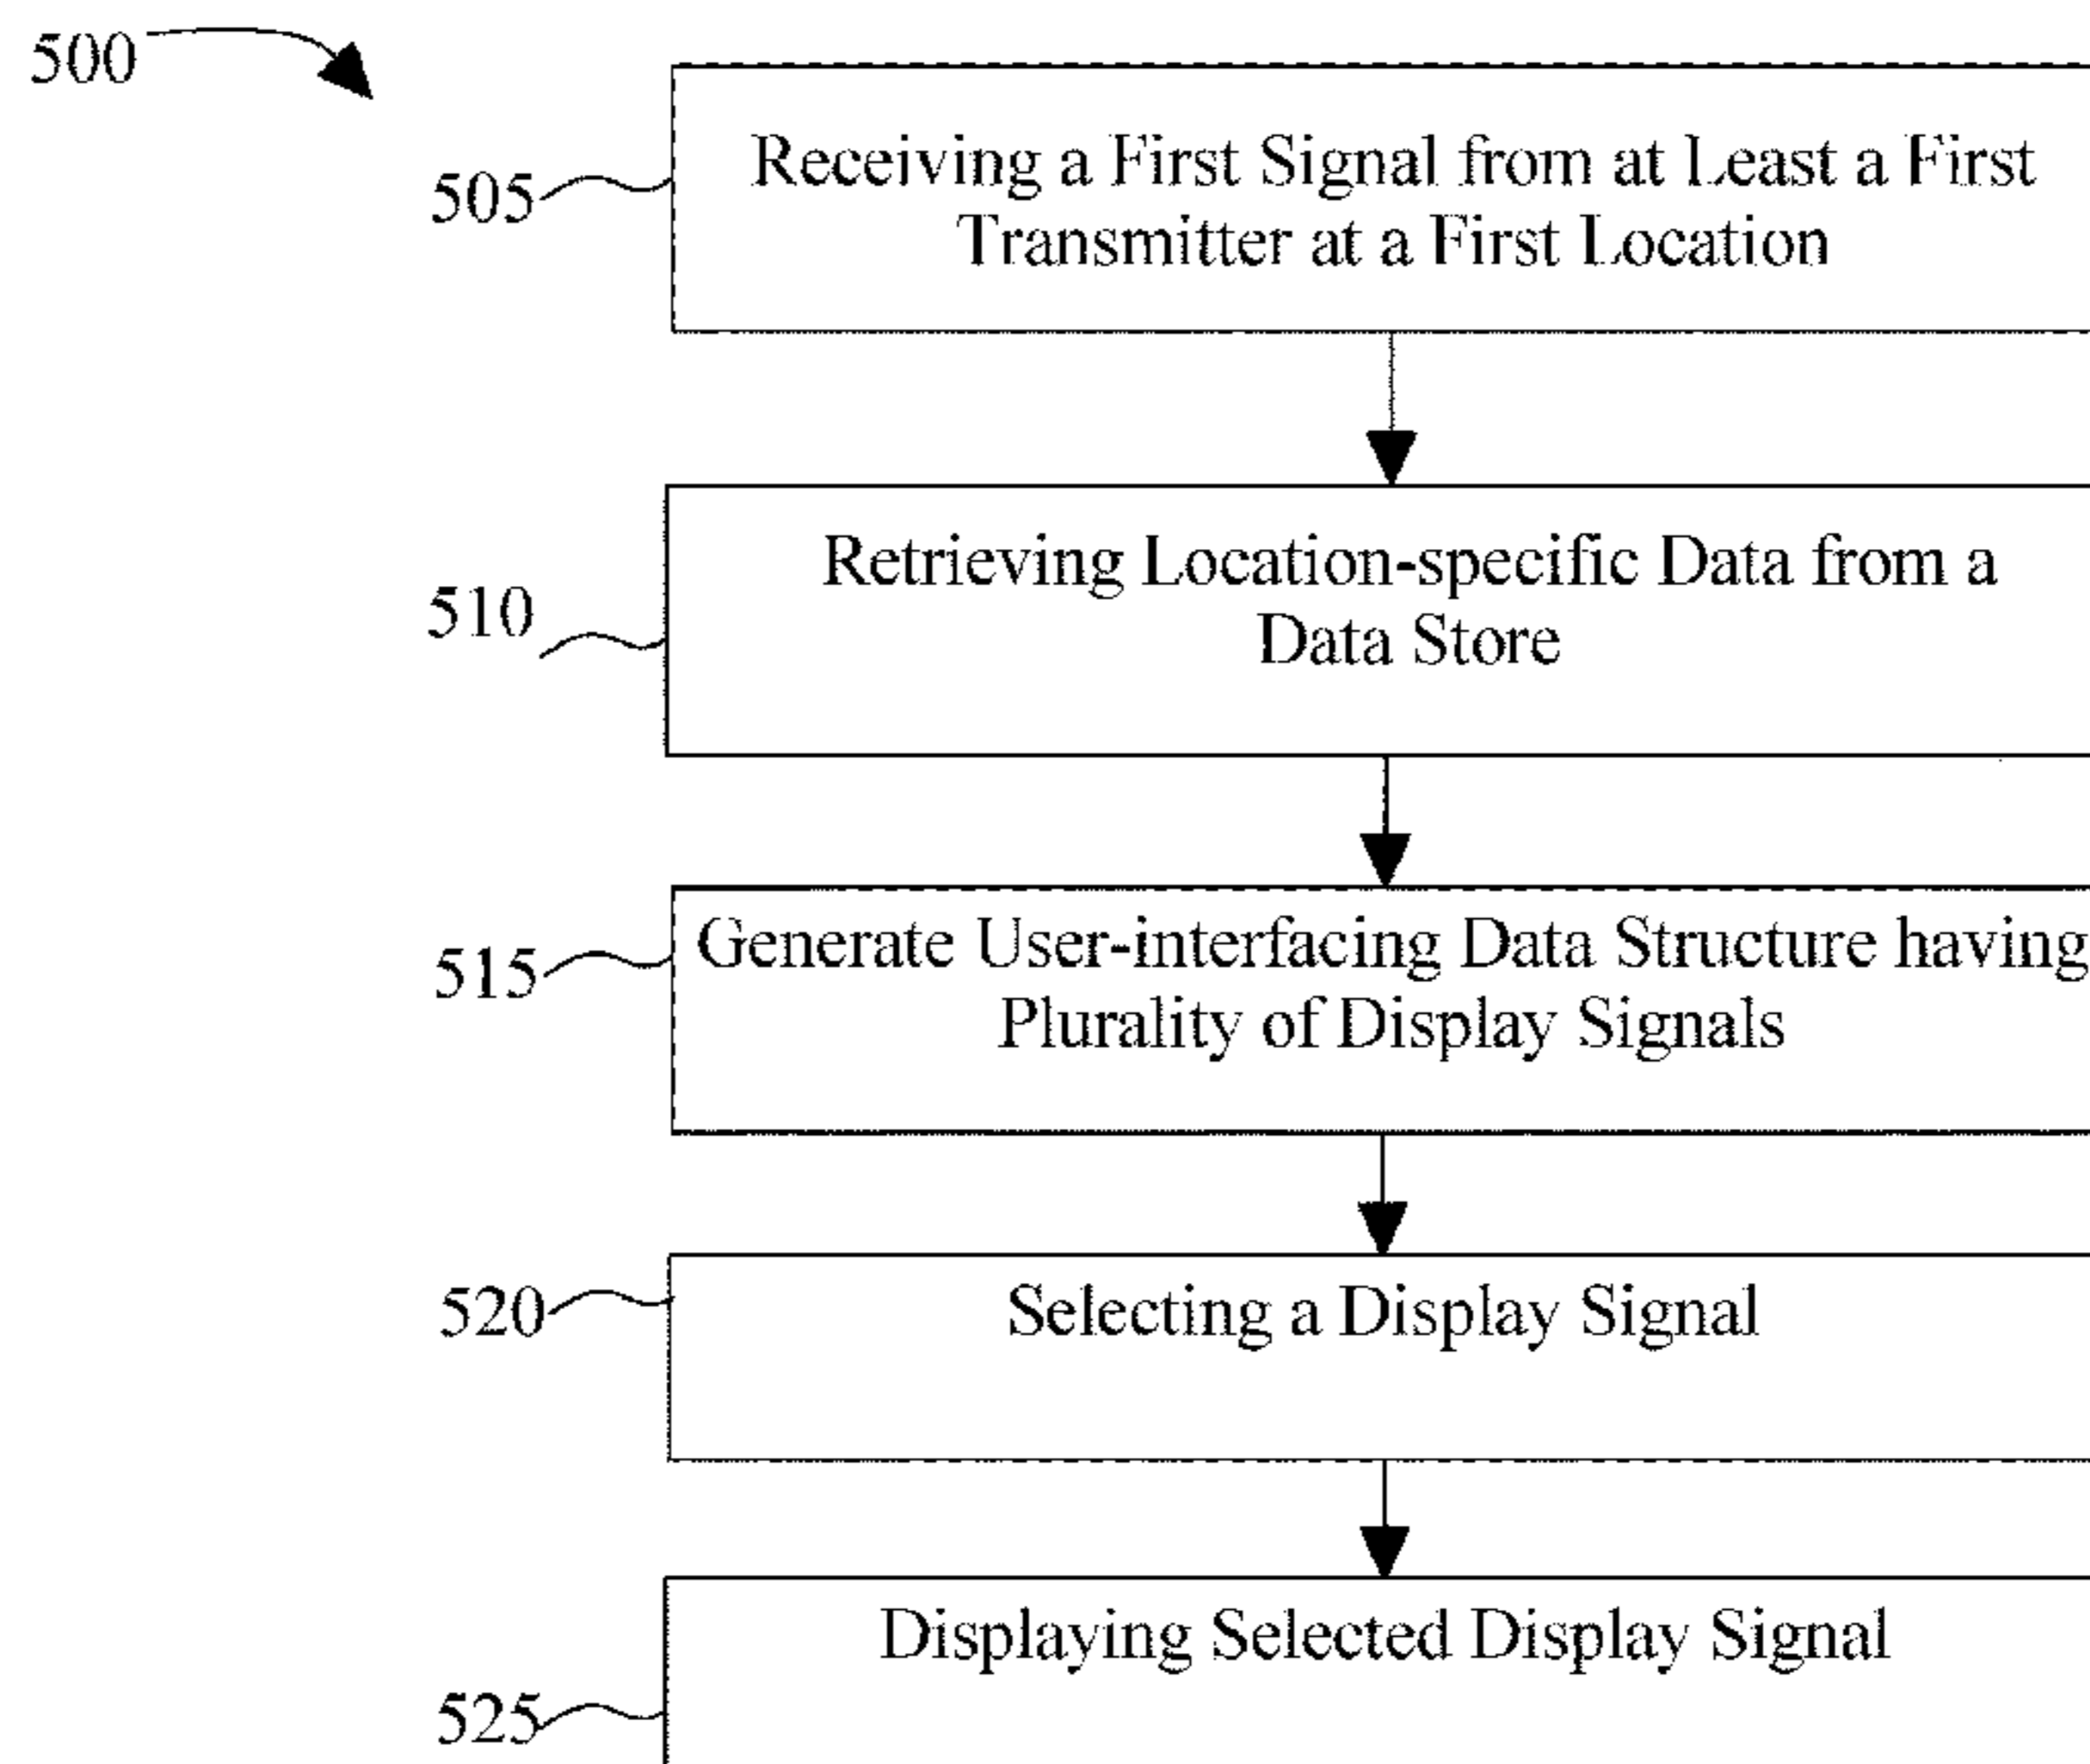 500
505
Receiving a First Signal from at Least a First
Transmitter at a First Location
510
Retrieving Location-specific Data from a
Data Store
515
Generate User-interfacing Data Structure having
Plurality of Display Signals
520
Selecting a Display Signal
525
Displaying Selected Display Signal